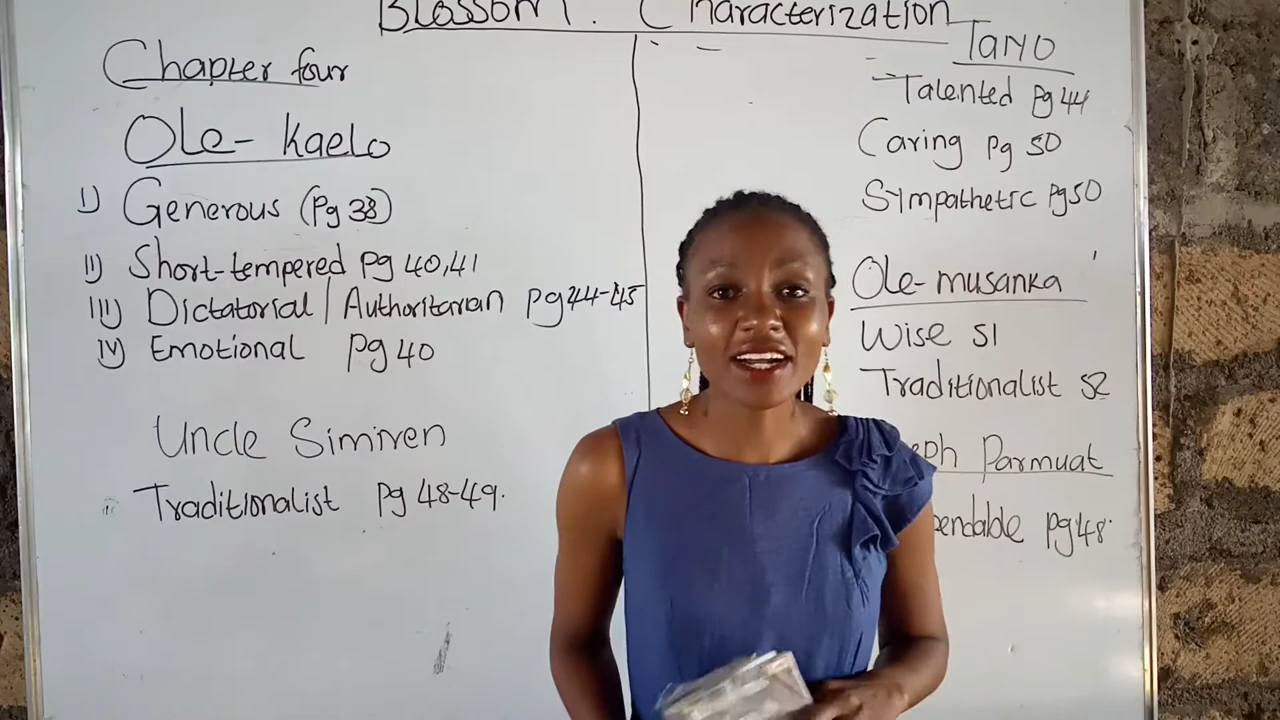 Blossom. Characterization
Chapter four
Ole-Kaelo
I) Generous (Pg 38)
II) Short-tempered Pg 40,41
III) Dictatorial / Authoritarian Pg 44-45
IV) Emotional Pg 40
Uncle Simiren
Traditionalist Pg 48-49.
Taiyo
Talented Pg 44
Caring Pg 50
Sympathetic Pg 50
Ole-musanka
Wise 51
Traditionalist 52
eph Parmuat
endable Pg 48.